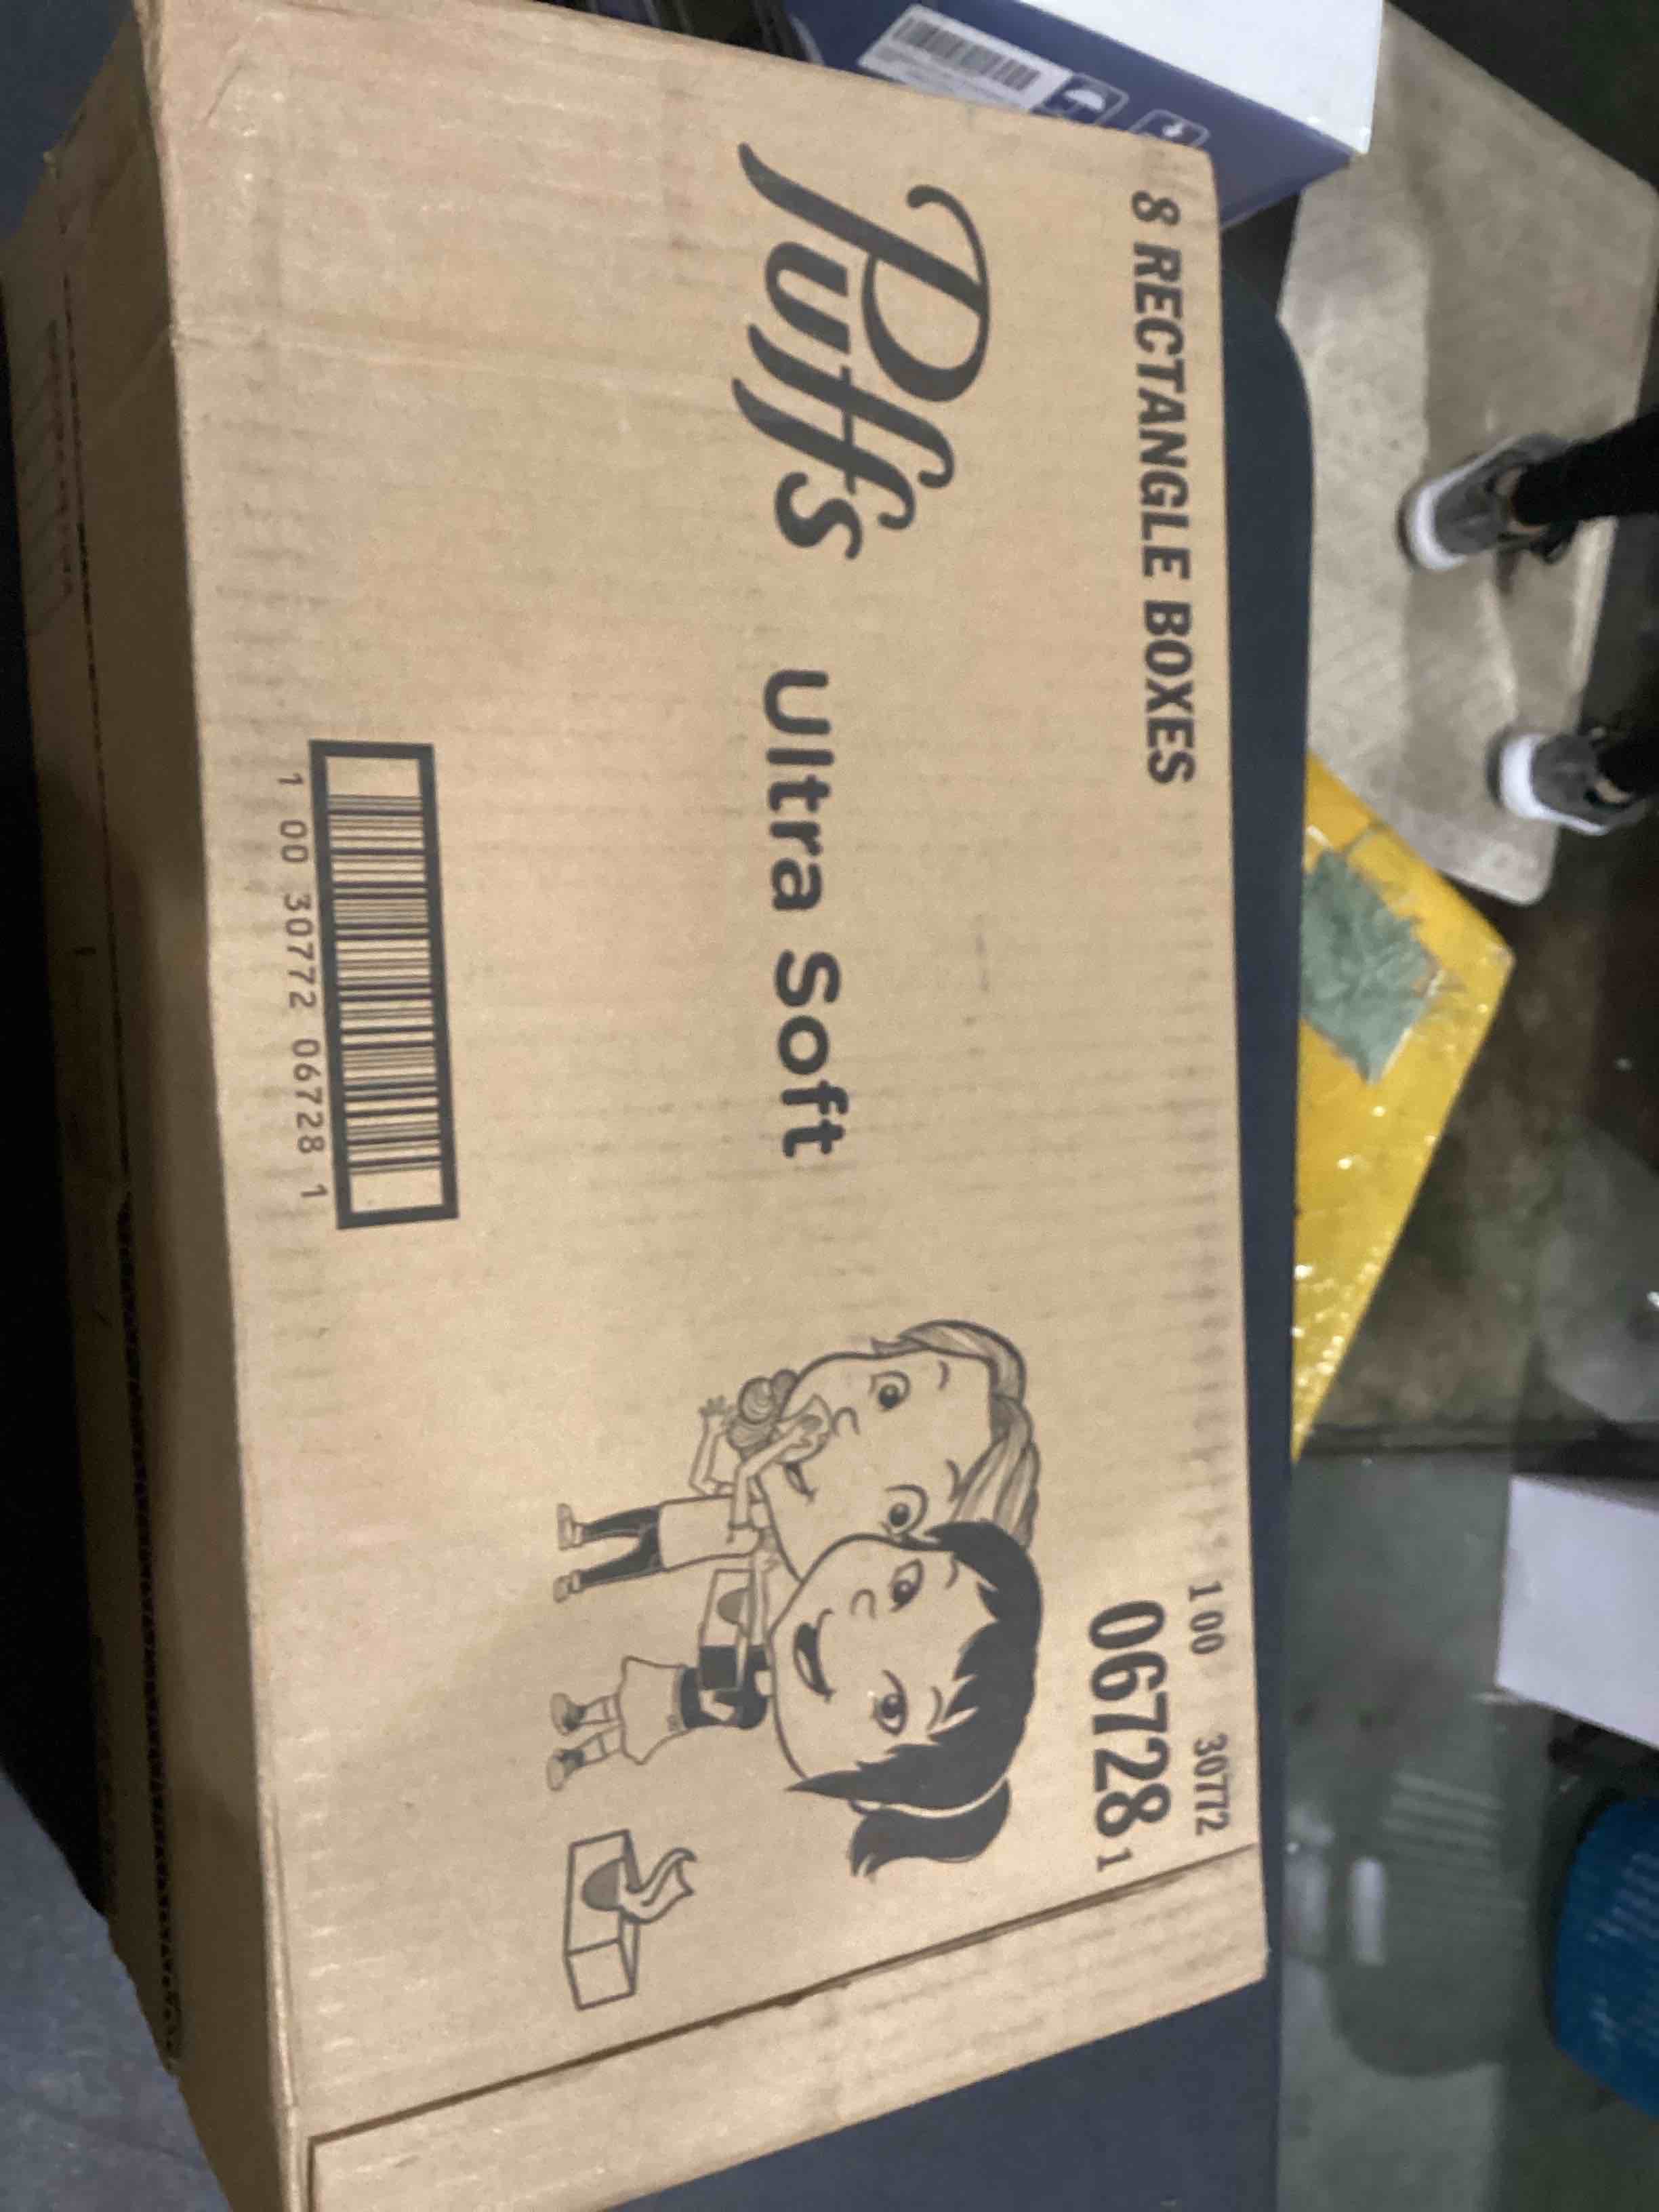 8 RECTANGLE BOXES
1 00 30772
06728 1
Puffs Ultra Soft
1 00 30772 06728 1